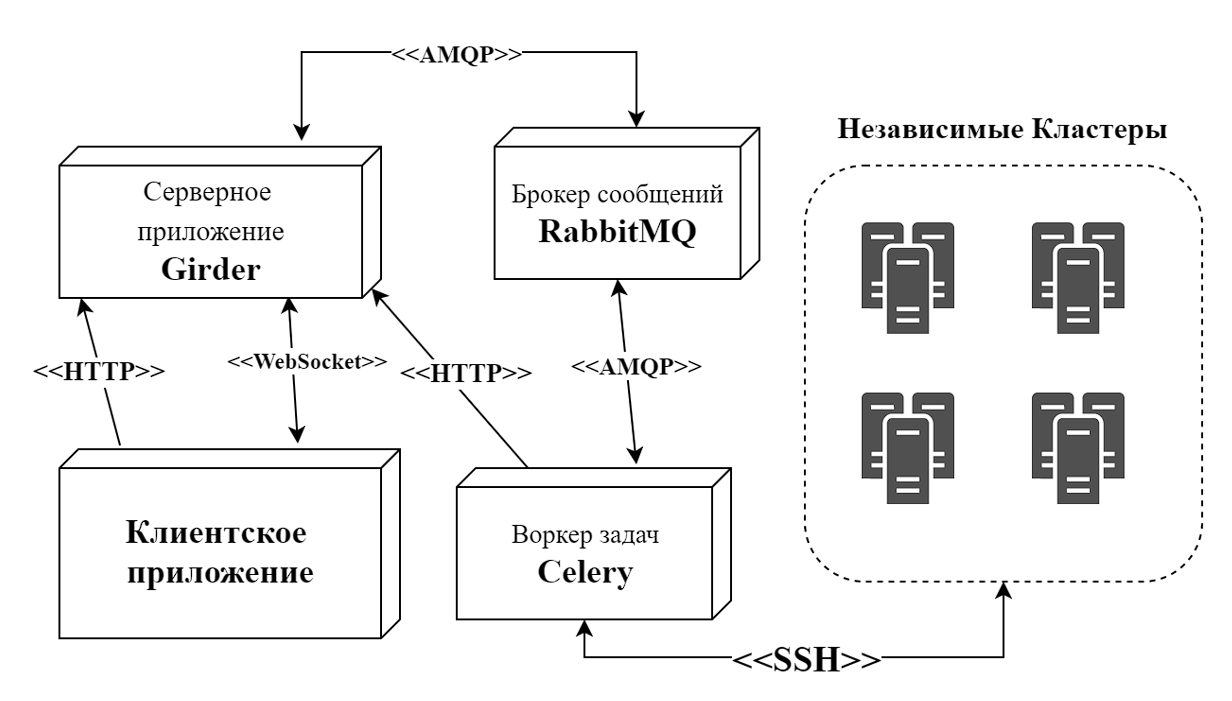 <<AMQP>>
Независимые Кластеры
Серверное
приложение
Girder
Брокер сообщений
RabbitMQ
<<HTTP>>
<<WebSocket>>
<<HTTP>>
<<AMQP>>
Клиентское
приложение
Воркер задач
Celery
<<SSH>>